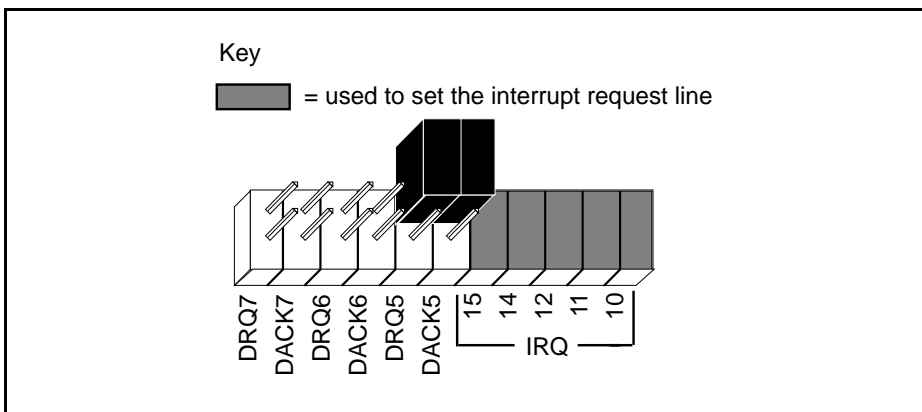 Key
= used to set the interrupt request line
DRQ7
DACK7
DRQ6
DACK6
DRQ5
DACK5
15
14
12
11
10
IRQ